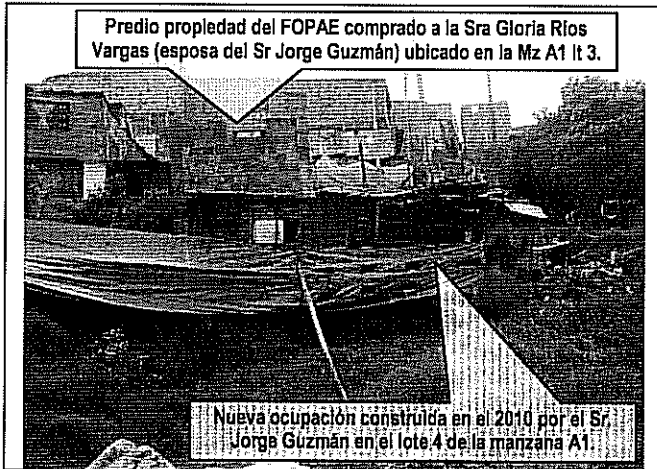 Predio propiedad del FOPAE comprado a la Sra Gloria Ríos
Vargas (esposa del Sr Jorge Guzmán) ubicado en la Mz A1 lt 3.
Nueva ocupación construida en el 2010 por el Sr.
Jorge Guzmán en el lote 4 de la manzana A1.